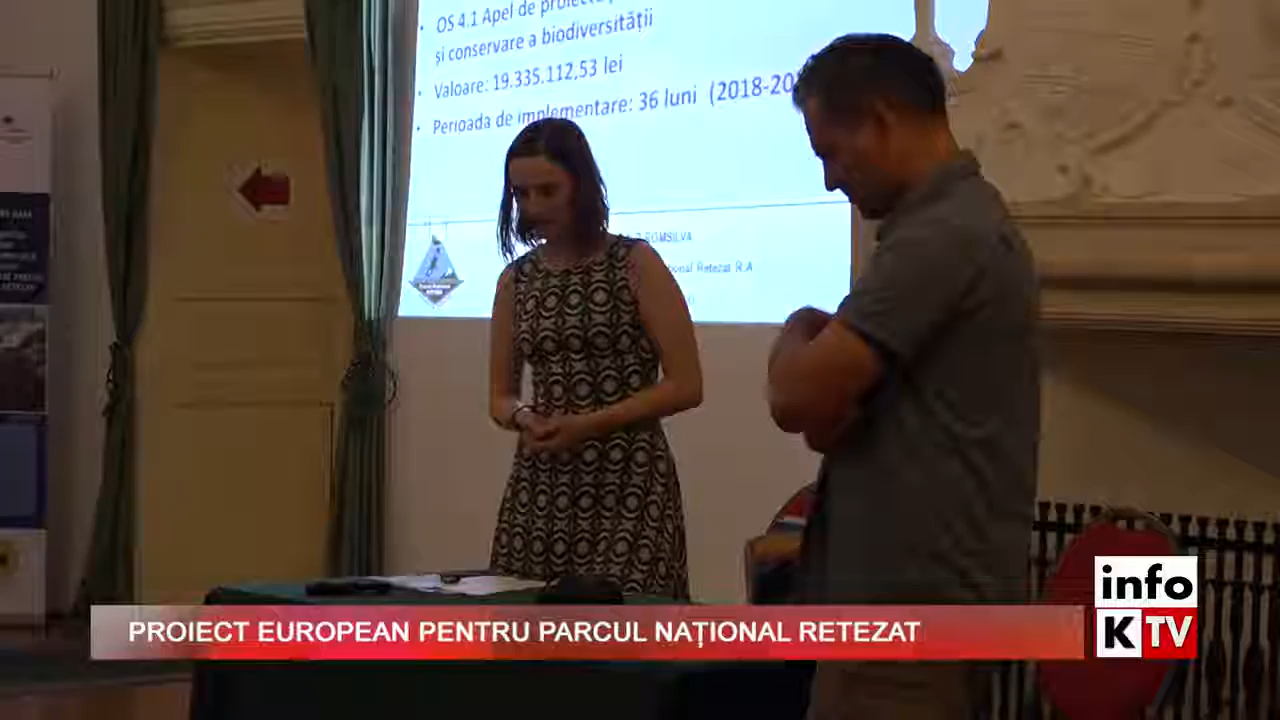 • OS 4.1 Apel de proiecte
și conservare a biodiversității
• Valoare: 19.335.112,53 lei
• Perioada de implementare: 36 luni (2018-20
ROMSILVA
Retezat R.A
PROIECT EUROPEAN PENTRU PARCUL NAȚIONAL RETEZAT
info
K TV